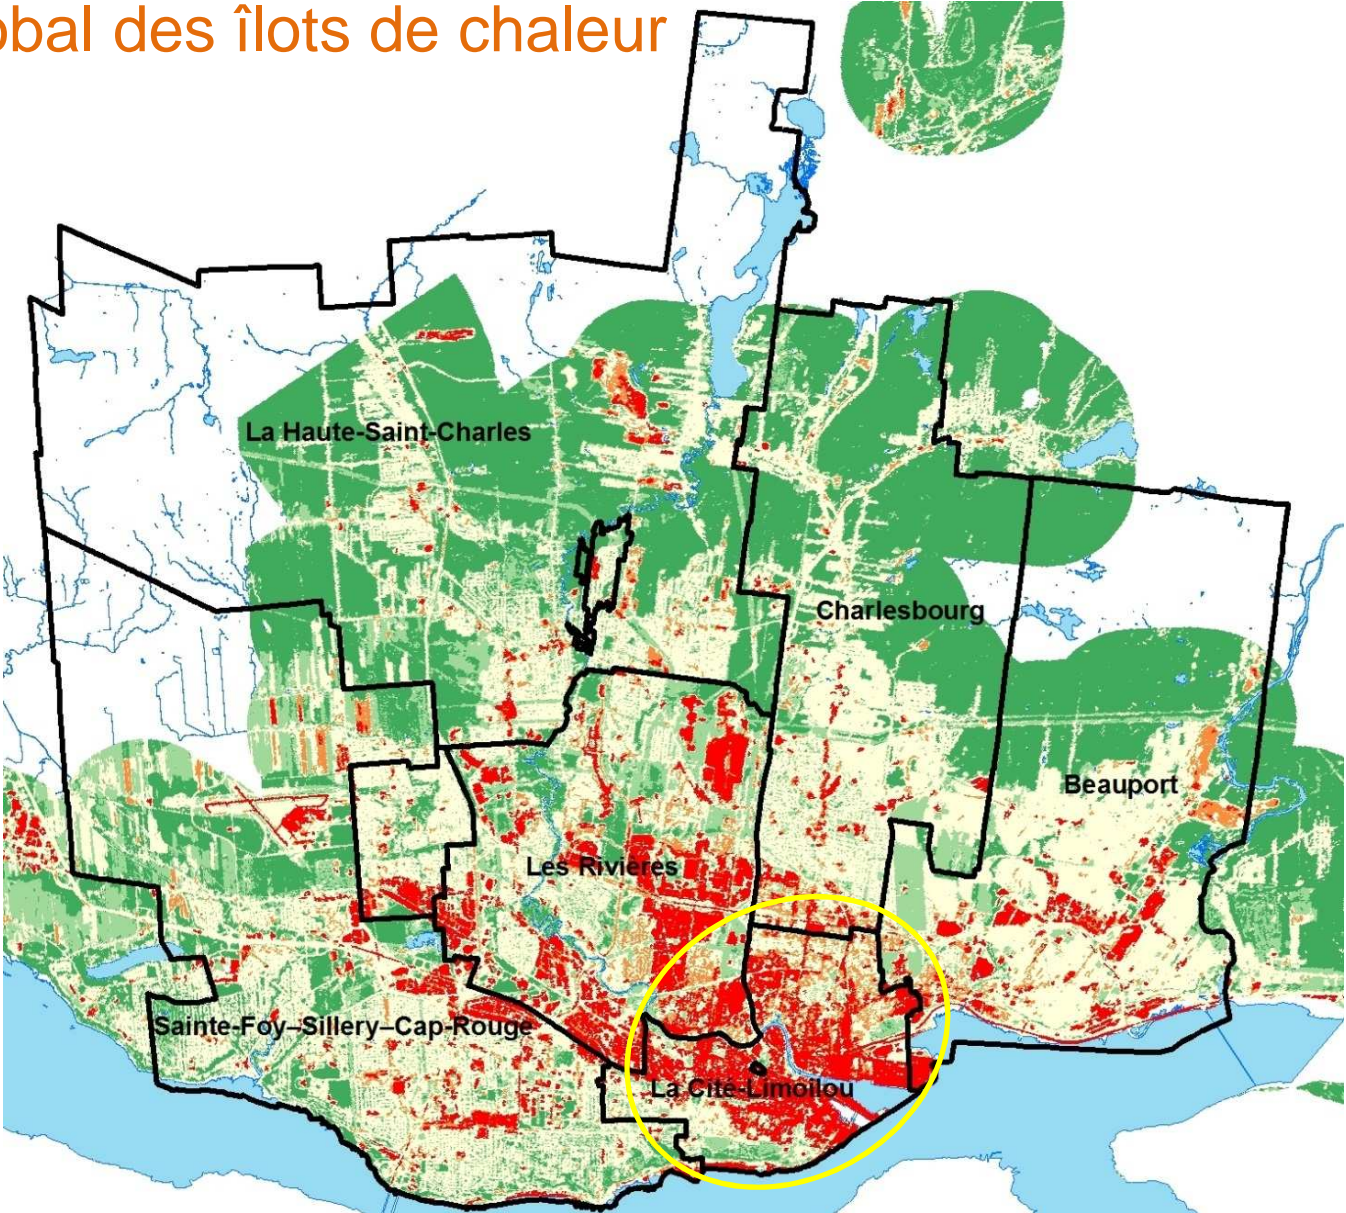 obal des îlots de chaleur
La Haute-Saint-Charles
Charlesbourg
Beauport
Les Rivières
Sainte-Foy–Sillery–Cap-Rouge
La Cité-Limoilou